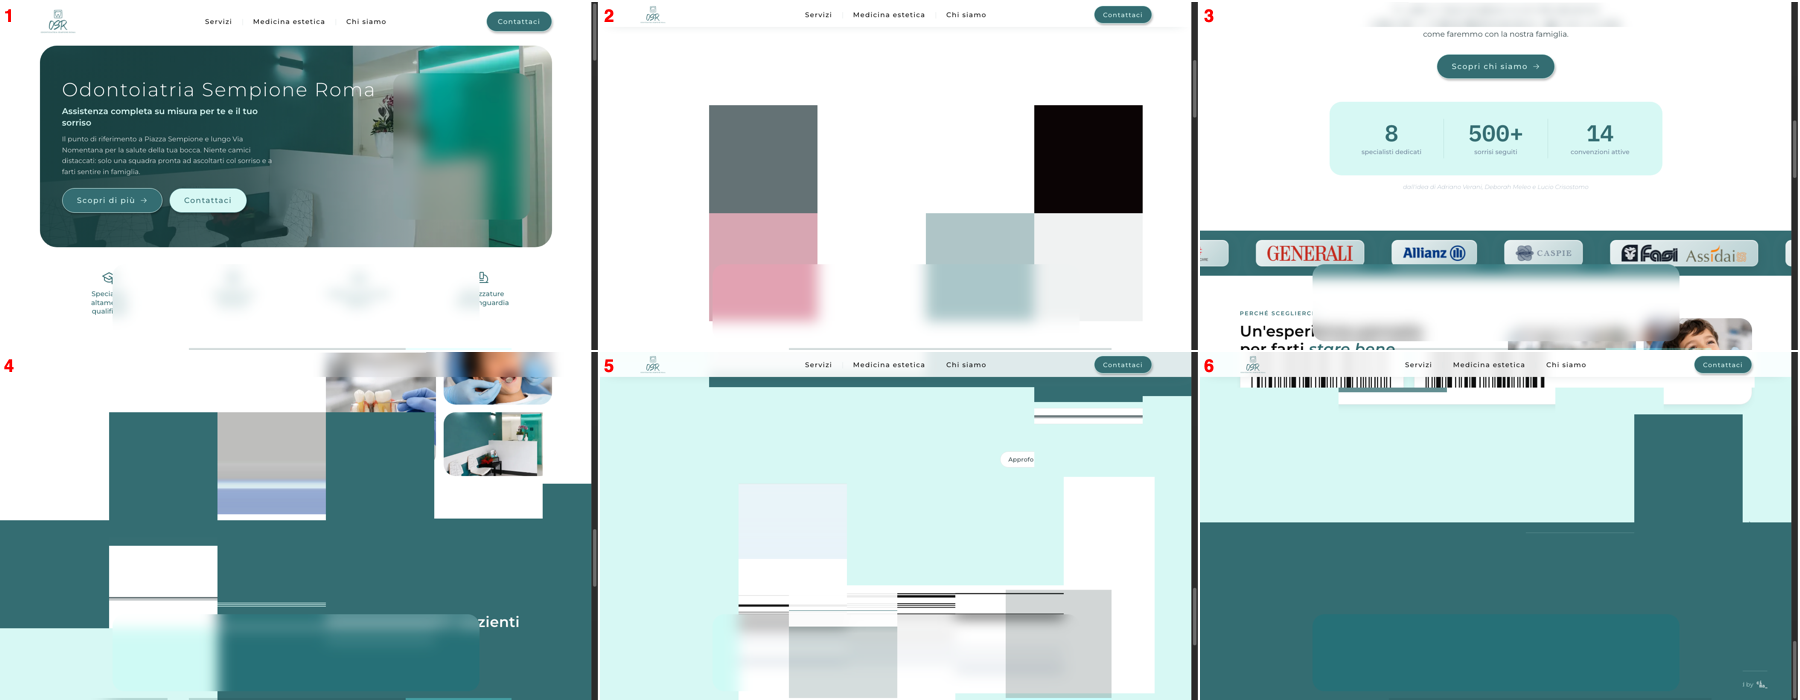 1
OSR
Servizi
Medicina estetica
Chi siamo
Contattaci
Odontoiatria Sempione Roma
Assistenza completa su misura per te e il tuo
sorriso
Il punto di riferimento a Piazza Sempione e lungo Via
Nomentana per la salute della tua bocca. Niente camici
distaccati: solo una squadra pronta ad ascoltarti col sorriso e a
farti sentire in famiglia.
Scopri di più →
Contattaci
2
OSR
Servizi
Medicina estetica
Chi siamo
Contattaci
3
come faremmo con la nostra famiglia.
Scopri chi siamo →
8
specialisti dedicati
500+
sorrisi seguiti
14
convenzioni attive
GENERALI
Allianz
CASPIE
Fasi
Assidai
PERCHÉ SCEGLIERC
Un'esperi
per farti stare bene
4
zienti
5
OSR
Servizi
Medicina estetica
Chi siamo
Contattaci
Approfo
6
OSR
Servizi
Medicina estetica
Chi siamo
Contattaci